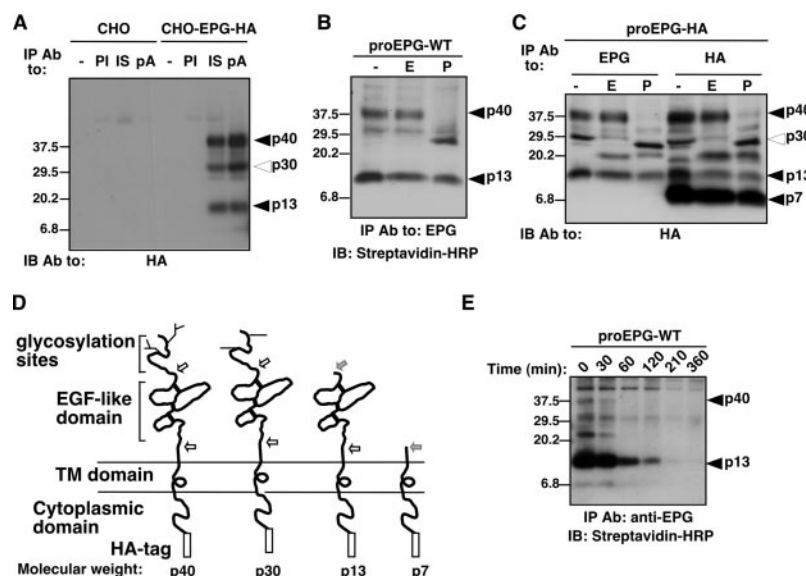 A
CHO CHO-EPG-HA
IP Ab to: - PI IS pA - PI IS pA
37.5 p40
29.5 p30
20.2
6.8 p13
IB Ab to: HA
B
proEPG-WT
- E P
37.5 p40
29.5
20.2
p13
6.8
IP Ab to: EPG
IB: Streptavidin-HRP
C
proEPG-HA
IP Ab to: EPG HA
- E P - E P
37.5 p40
29.5 p30
20.2
p13
6.8 p7
IB Ab to: HA
D
glycosylation sites
EGF-like domain
TM domain
Cytoplasmic domain
HA-tag
Molecular weight: p40 p30 p13 p7
E
proEPG-WT
Time (min): 0 30 60 120 210 360
37.5 p40
29.5
20.2
p13
6.8
IP Ab: anti-EPG
IB: Streptavidin-HRP